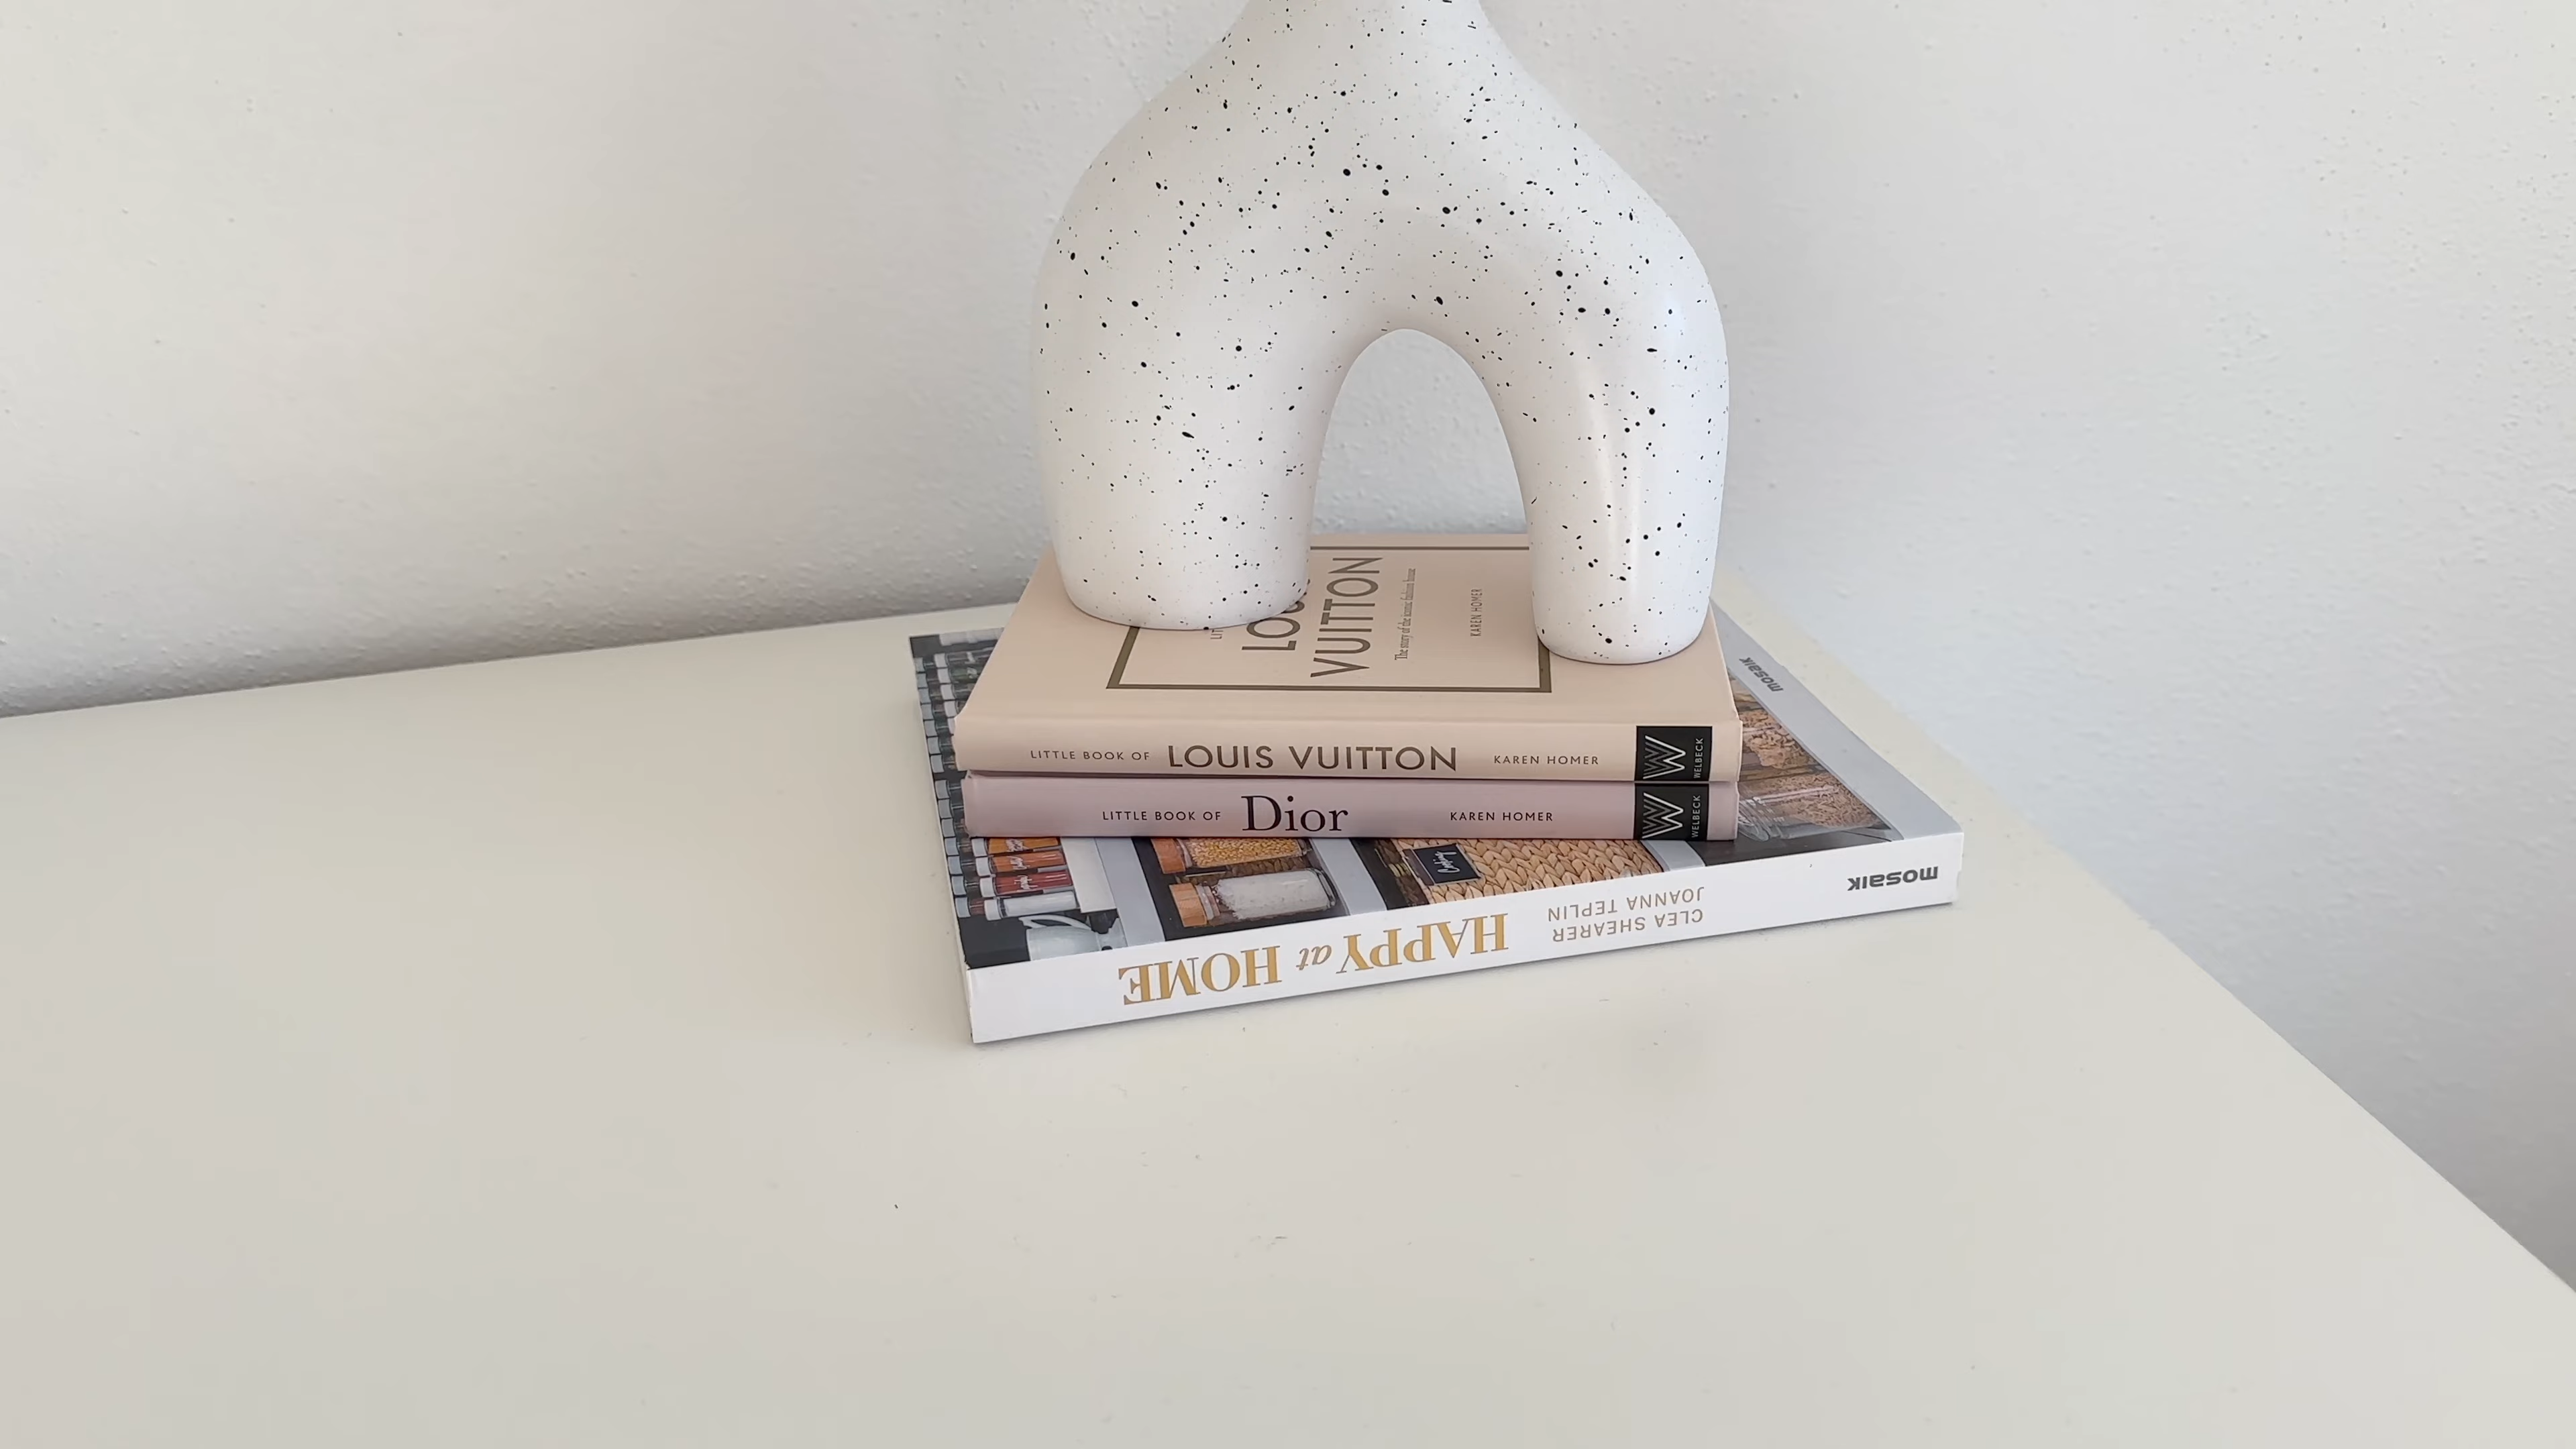 LOUIS
VUITTON
The story of the iconic fashion house
KAREN HOMER
LITTLE BOOK OF LOUIS VUITTON KAREN HOMER WELBECK
LITTLE BOOK OF Dior KAREN HOMER WELBECK
mosaik
HAPPY at HOME
CLEA SHEARER
JOANNA TEPLIN
mosaik